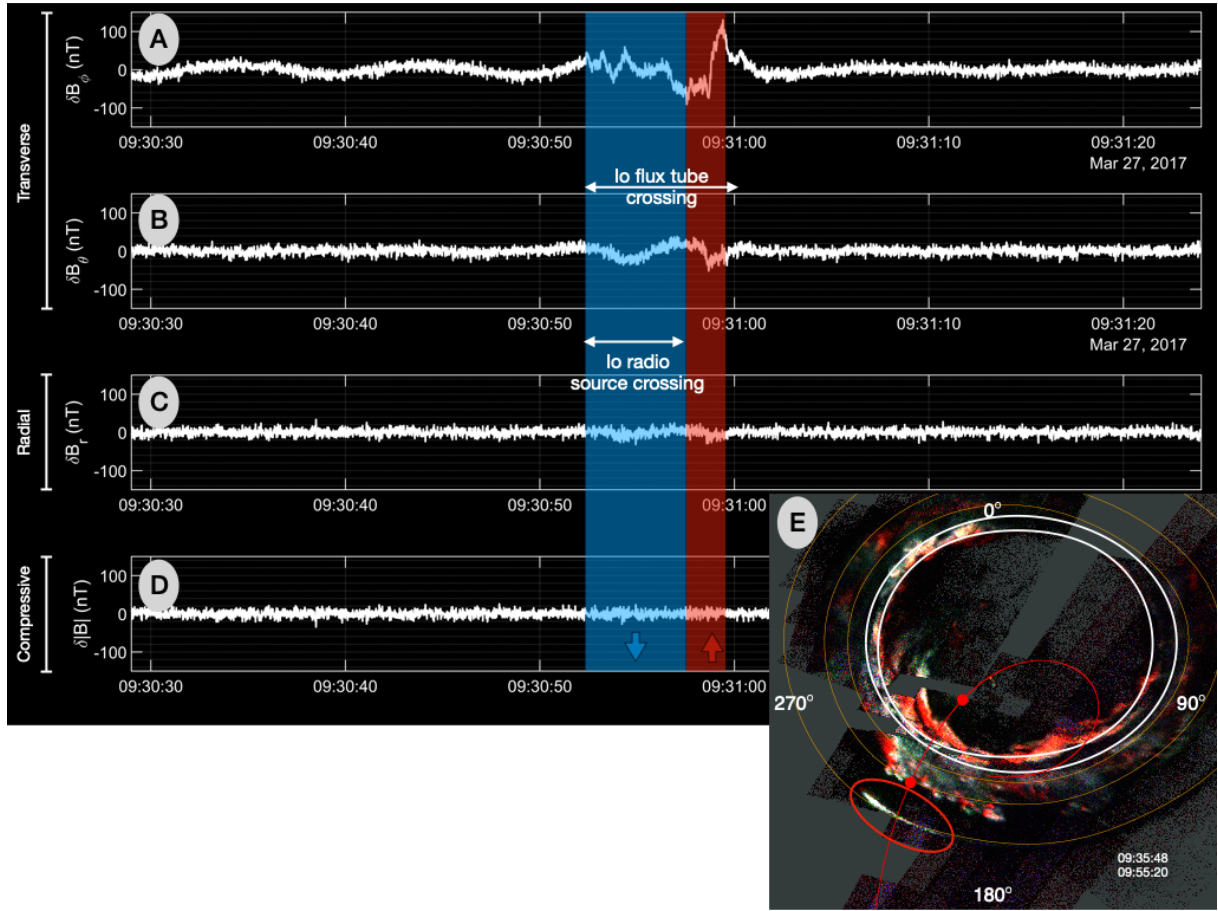 Transverse
A
δBϕ (nT)
100
0
-100
09:30:30
09:30:40
09:30:50
09:31:00
09:31:10
09:31:20
Mar 27, 2017
Io flux tube
crossing
B
δBθ (nT)
100
0
-100
09:30:30
09:30:40
09:30:50
09:31:00
09:31:10
09:31:20
Mar 27, 2017
Io radio
source crossing
Radial
C
δBr (nT)
100
0
-100
09:30:30
09:30:40
09:30:50
09:31:00
Compressive
D
δ|B| (nT)
100
0
-100
09:30:30
09:30:40
09:30:50
09:31:00
E
0°
270°
90°
180°
09:35:48
09:55:20